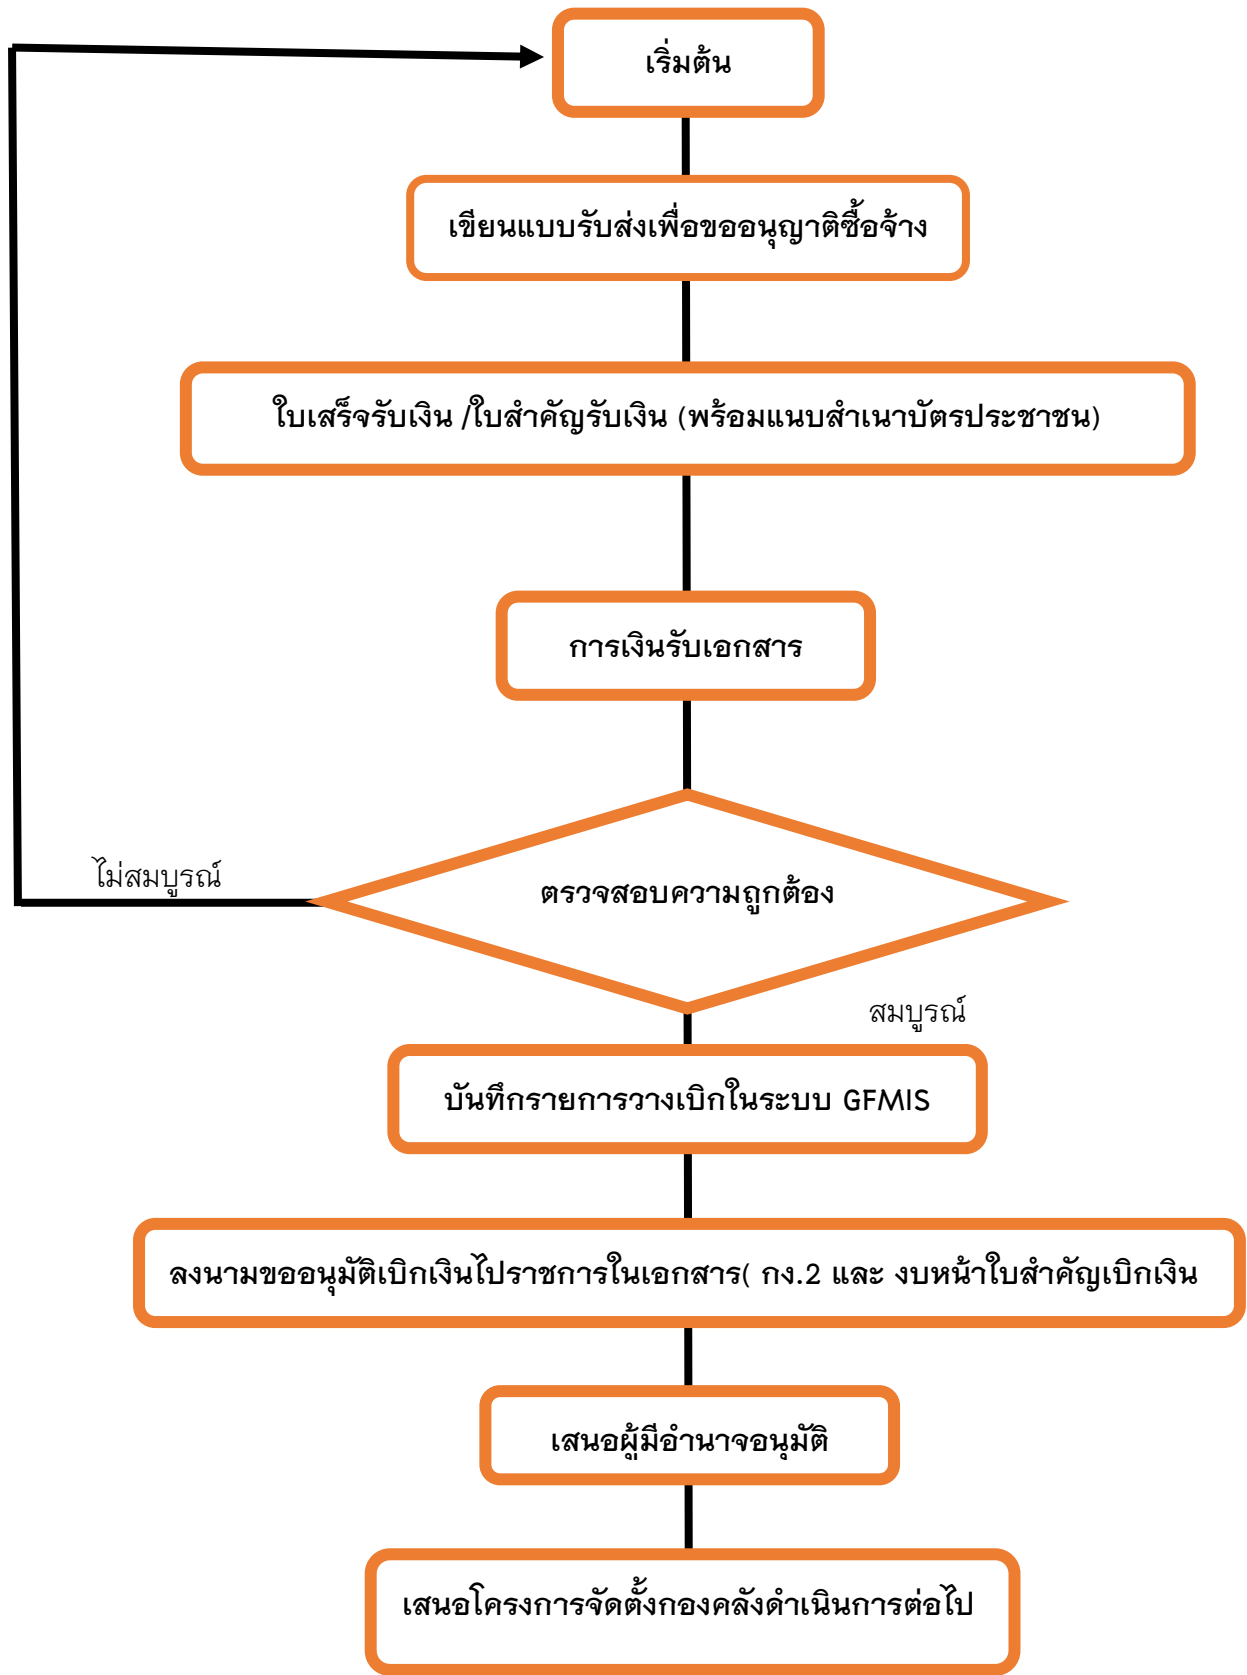 เริ่มต้น
เขียนแบบรับส่งเพื่อขออนุญาติซื้อจ้าง
ใบเสร็จรับเงิน /ใบสำคัญรับเงิน (พร้อมแนบสำเนาบัตรประชาชน)
การเงินรับเอกสาร
ไม่สมบูรณ์
ตรวจสอบความถูกต้อง
สมบูรณ์
บันทึกรายการวางเบิกในระบบ GFMIS
ลงนามขออนุมัติเบิกเงินไปราชการในเอกสาร( กง.2 และ งบหน้าใบสำคัญเบิกเงิน
เสนอผู้มีอำนาจอนุมัติ
เสนอโครงการจัดตั้งกองคลังดำเนินการต่อไป